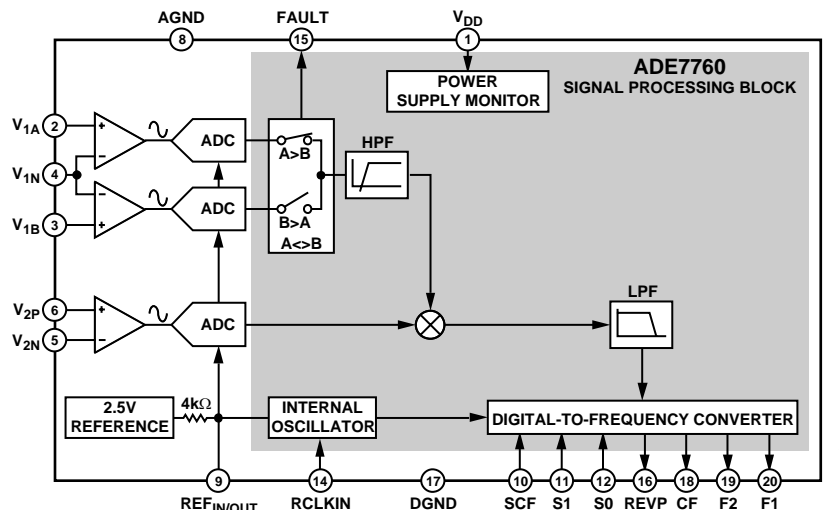 AGND
FAULT
VDD
8
15
1
ADE7760
SIGNAL PROCESSING BLOCK
POWER
SUPPLY MONITOR
V1A 2
+
ADC
A>B
HPF
V1N 4
−
−
ADC
B>A
V1B 3
+
A<>B
LPF
V2P 6
+
ADC
V2N 5
−
2.5V
REFERENCE
4kΩ
INTERNAL
OSCILLATOR
DIGITAL-TO-FREQUENCY CONVERTER
9
14
17
10
11
12
16
18
19
20
REFIN/OUT
RCLKIN
DGND
SCF
S1
S0
REVP
CF
F2
F1